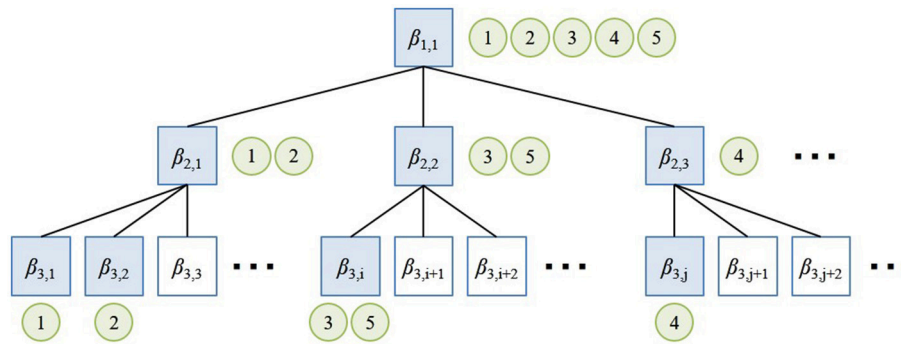 β1,1 1 2 3 4 5
β2,1 1 2 β2,2 3 5 β2,3 4 ...
β3,1 β3,2 β3,3 ... β3,i β3,i+1 β3,i+2 ... β3,j β3,j+1 β3,j+2 ..
1 2 3 5 4